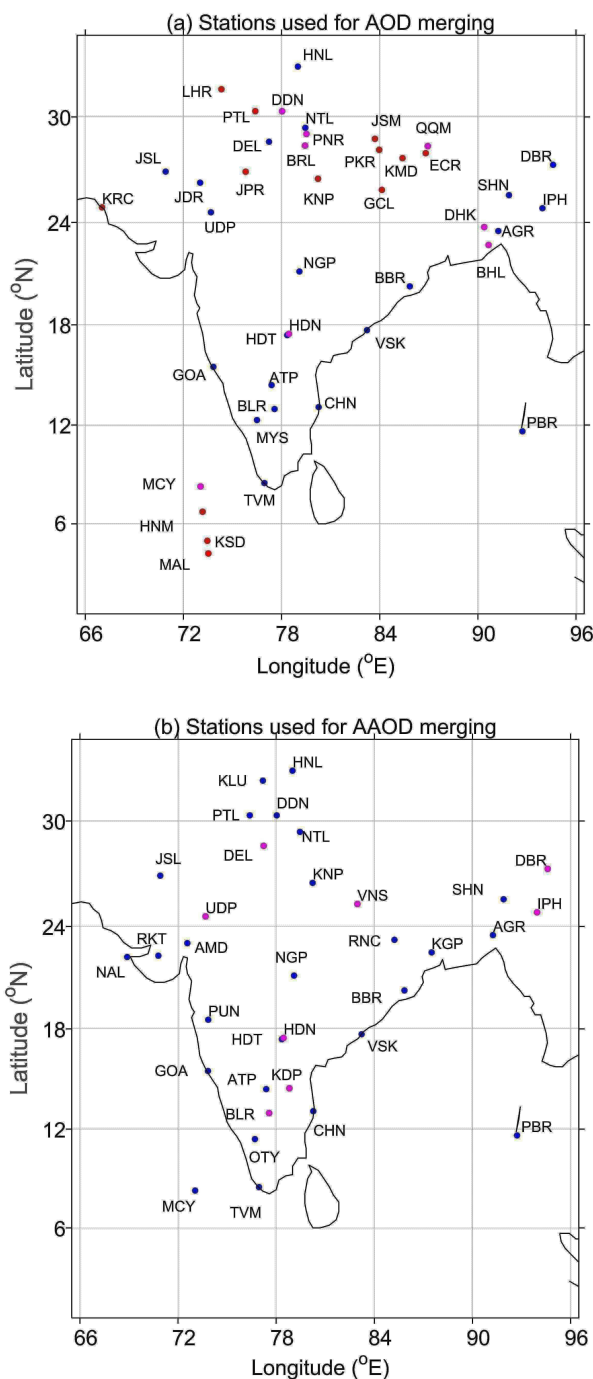 (a) Stations used for AOD merging
HNL
LHR
PTL DDN
NTL JSM
DEL PNR QQM
JSL BRL PKR ECR DBR
JDR JPR KNP KMD SHN IPH
KRC UDP GCL
DHK AGR
NGP BBR BHL
HDN
HDT VSK
GOA ATP
BLR CHN
MYS PBR
MCY TVM
HNM
KSD
MAL
30
24
18
12
6
Latitude (°N)
66 72 78 84 90 96
Longitude (°E)
(b) Stations used for AAOD merging
HNL
KLU
PTL DDN
NTL
DEL
JSL KNP DBR
UDP VNS SHN IPH
RKT AMD RNC KGP AGR
NAL NGP
BBR
PUN HDN
HDT VSK
GOA ATP KDP
BLR CHN
OTY PBR
MCY TVM
30
24
18
12
6
Latitude (°N)
66 72 78 84 90 96
Longitude (°E)